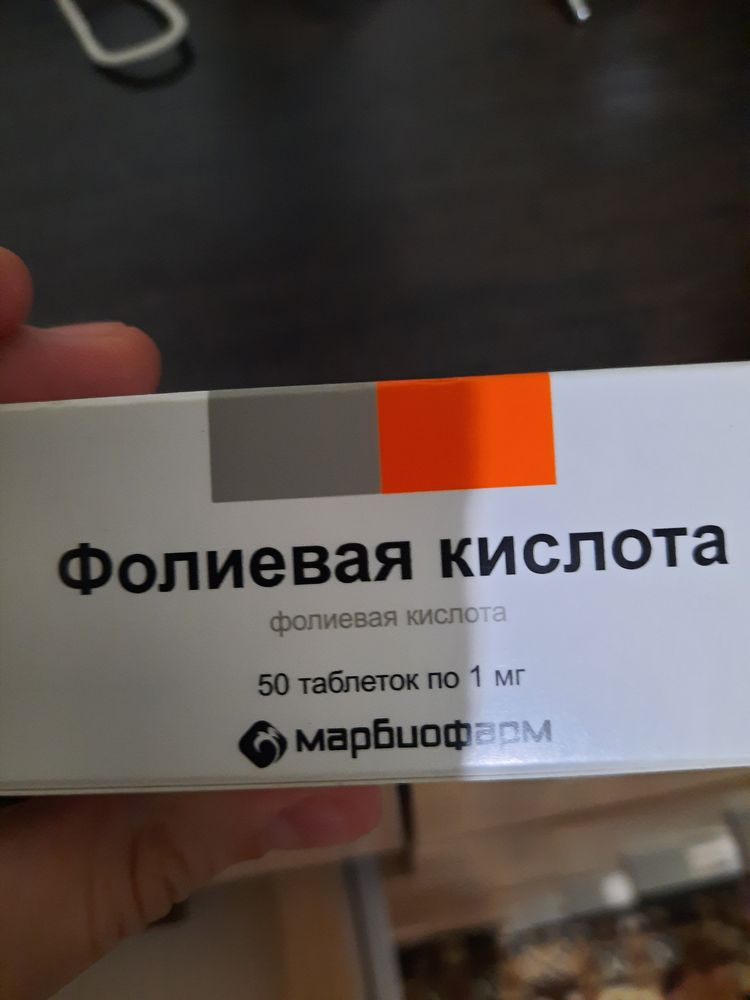 Фолиевая кислота
фолиевая кислота
50 таблеток по 1 мг
марбиофарм